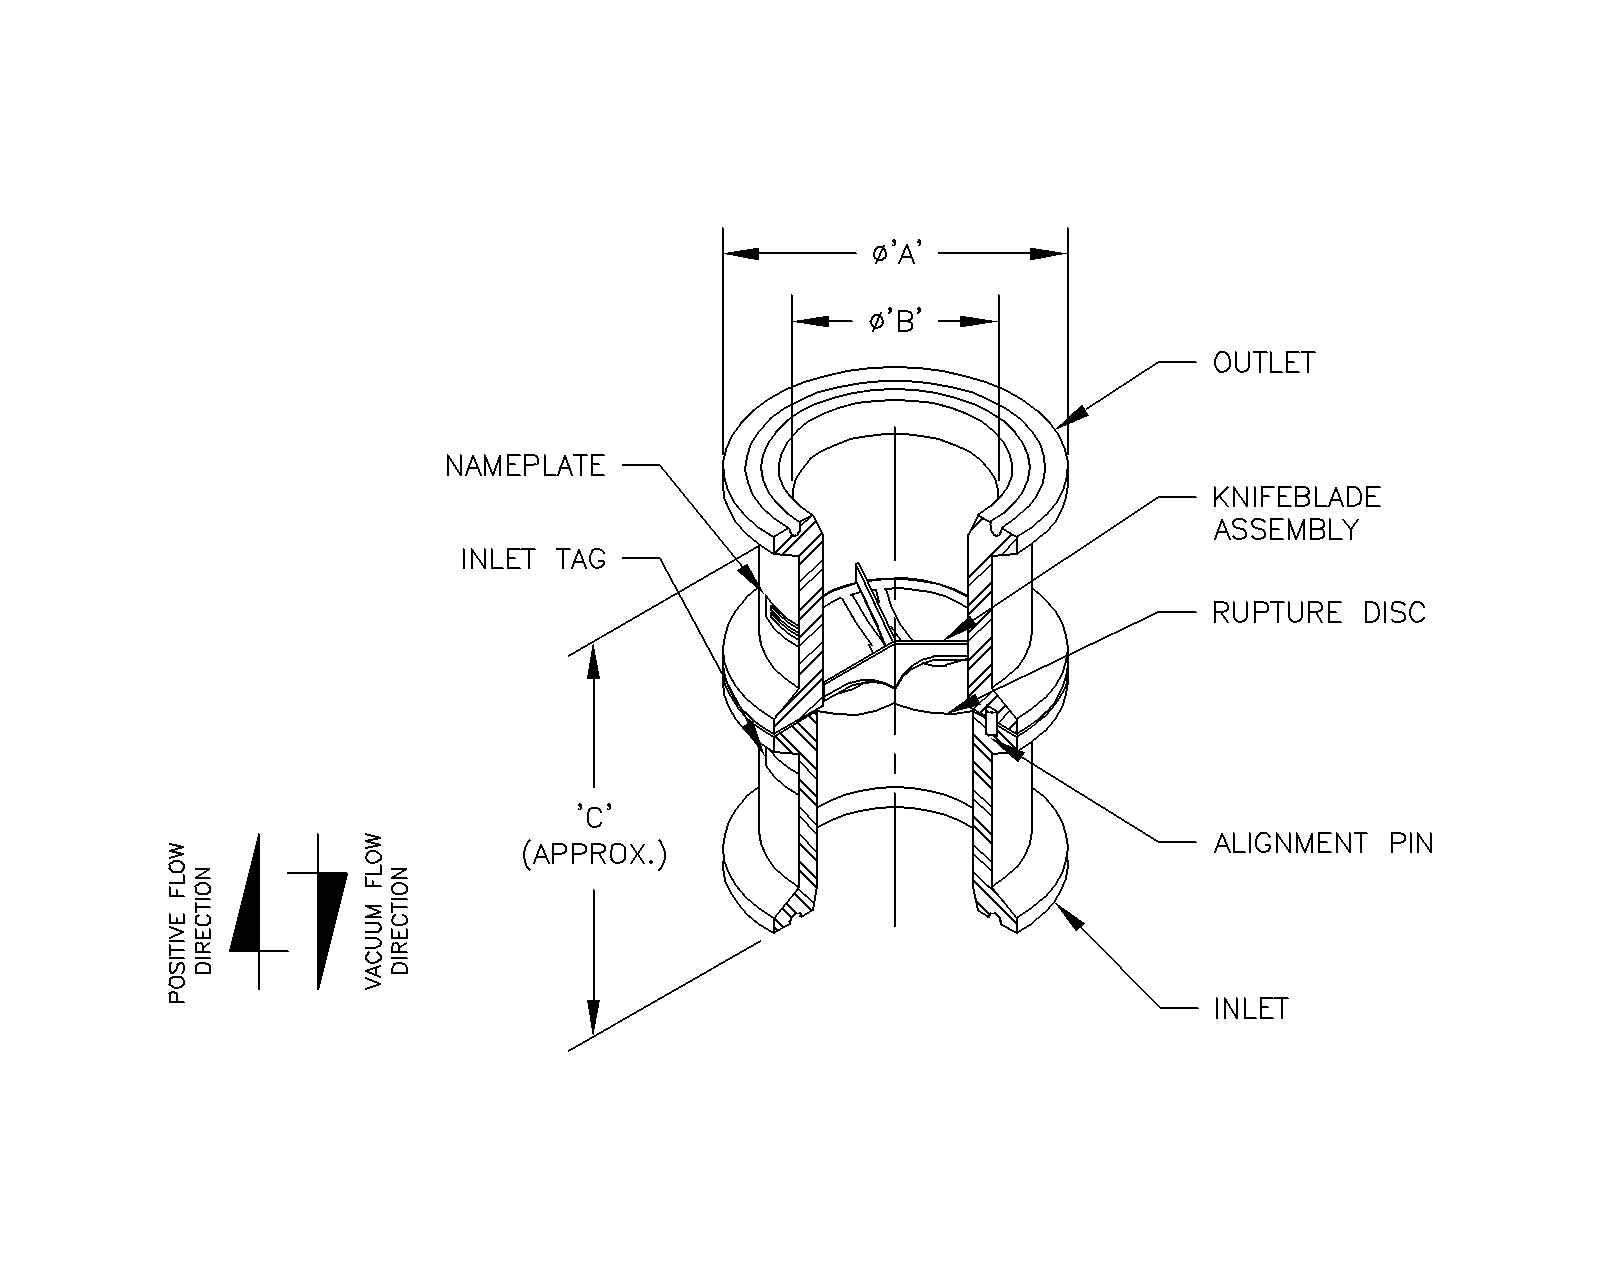 ø'A'
ø'B'
OUTLET
NAMEPLATE
KNIFEBLADE
ASSEMBLY
INLET TAG
RUPTURE DISC
'C'
(APPROX.)
ALIGNMENT PIN
POSITIVE FLOW
DIRECTION
VACUUM FLOW
DIRECTION
INLET